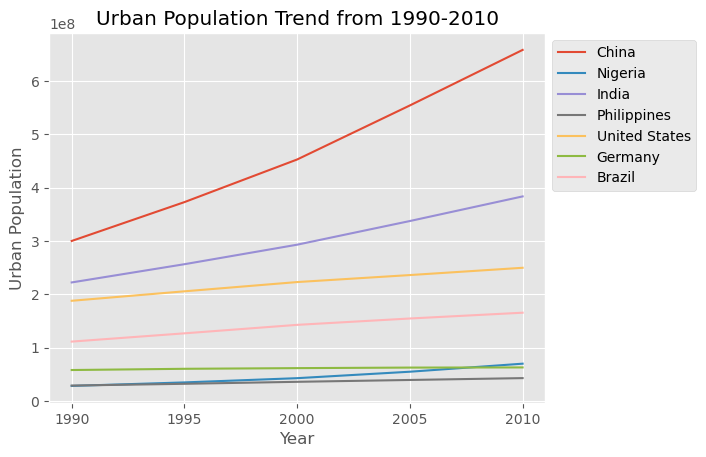 Urban Population Trend from 1990-2010
1e8
6
5
4
3
2
1
0
Urban Population
1990 1995 2000 2005 2010
Year
China
Nigeria
India
Philippines
United States
Germany
Brazil